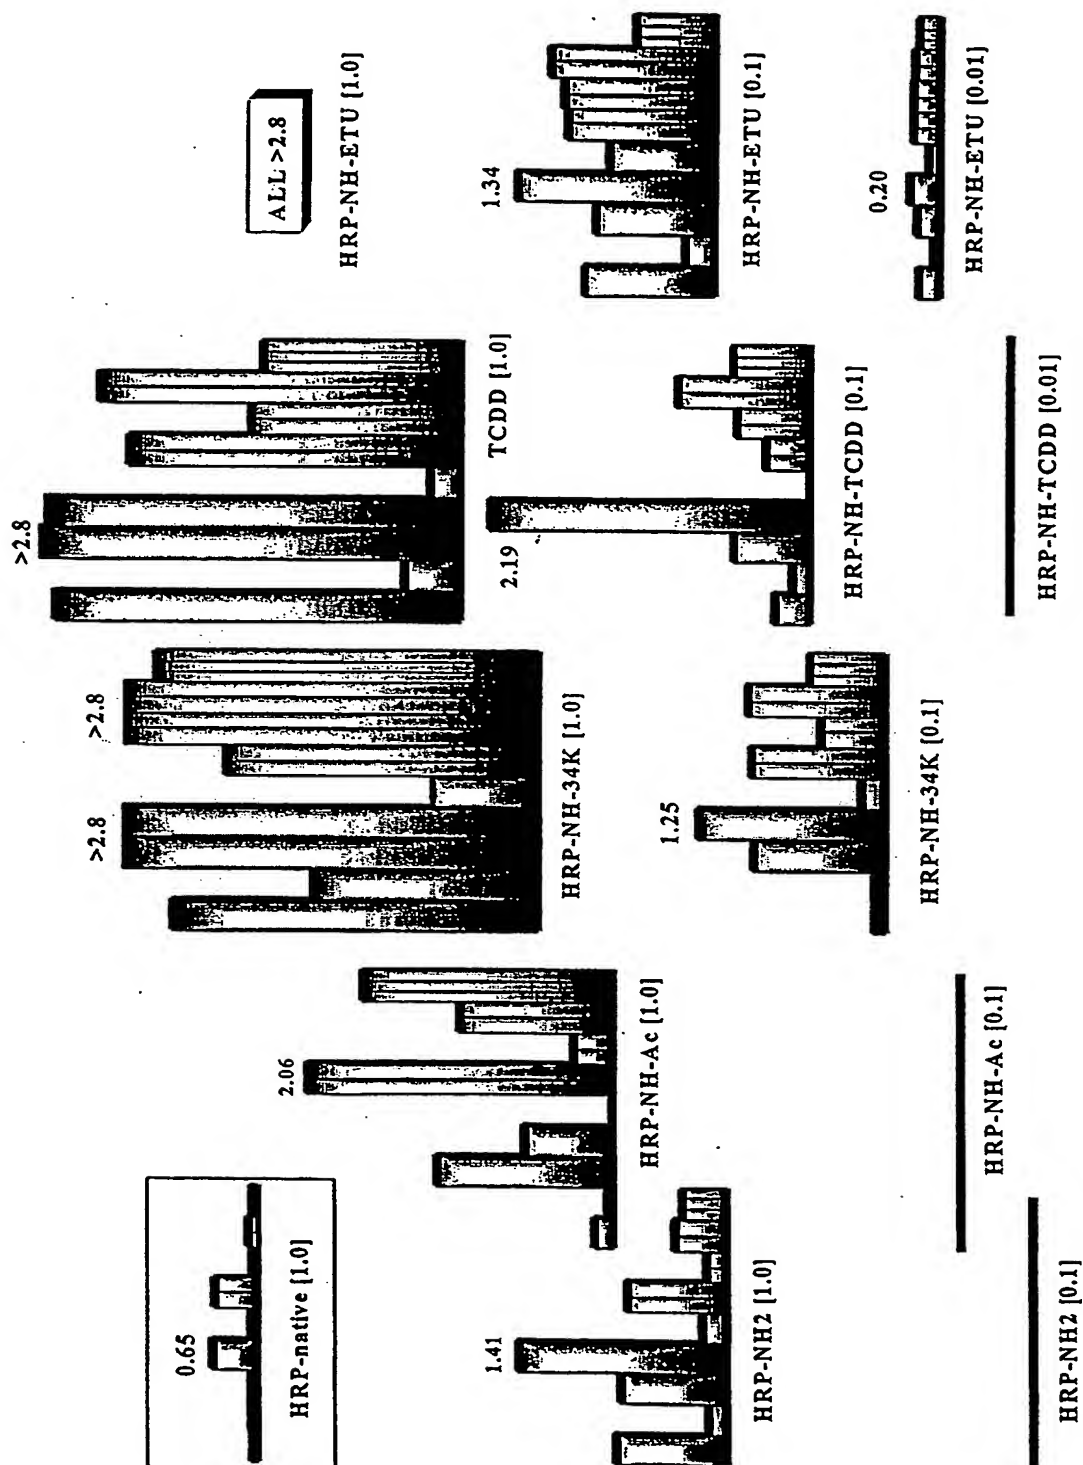 0.65
HRP-native [1.0]
1.41
HRP-NH2 [1.0]
HRP-NH2 [0.1]
2.06
HRP-NH-Ac [1.0]
HRP-NH-Ac [0.1]
>2.8
>2.8
HRP-NH-34K [1.0]
1.25
HRP-NH-34K [0.1]
>2.8
TCDD [1.0]
2.19
HRP-NH-TCDD [0.1]
HRP-NH-TCDD [0.01]
ALL >2.8
HRP-NH-ETU [1.0]
1.34
HRP-NH-ETU [0.1]
0.20
HRP-NH-ETU [0.01]